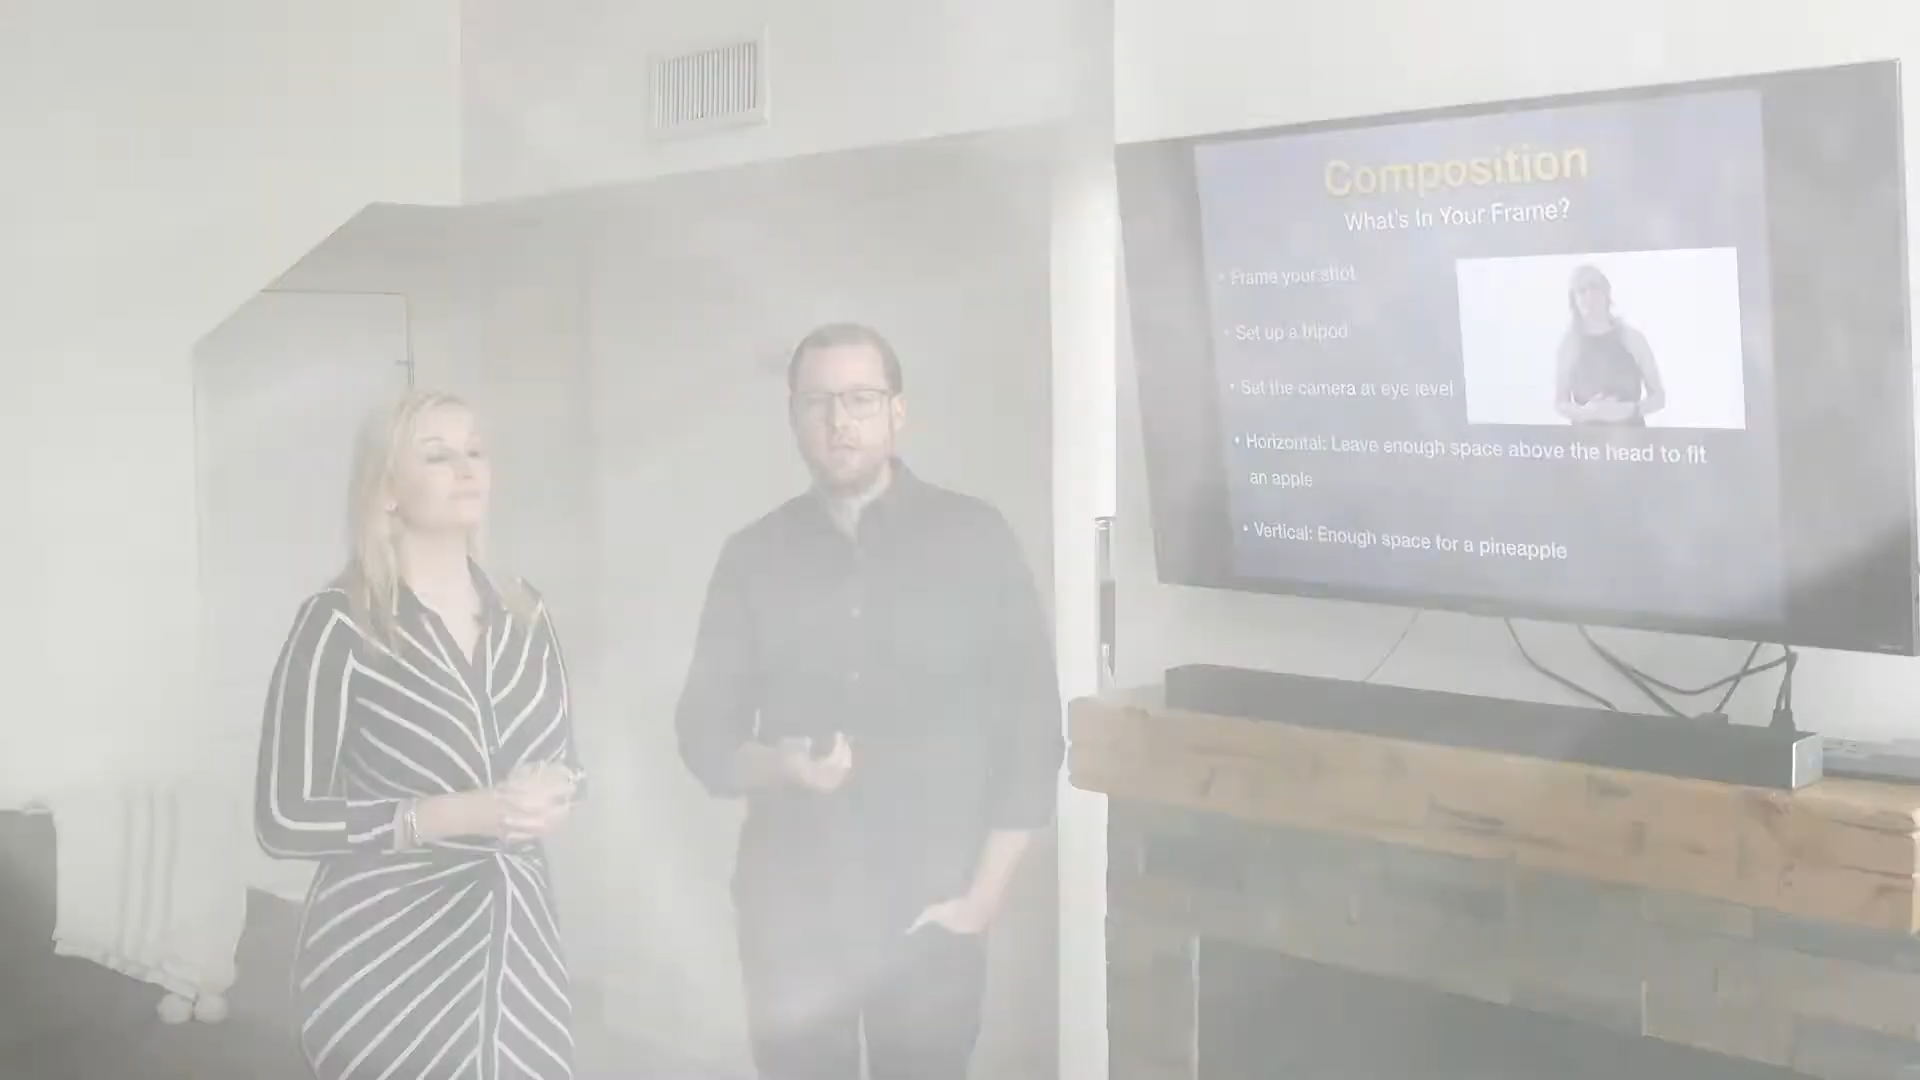 Composition
What's In Your Frame?
• Frame your shot
• Set up a tripod
• Set the camera at eye level
• Horizontal: Leave enough space above the head to fit
an apple
• Vertical: Enough space for a pineapple